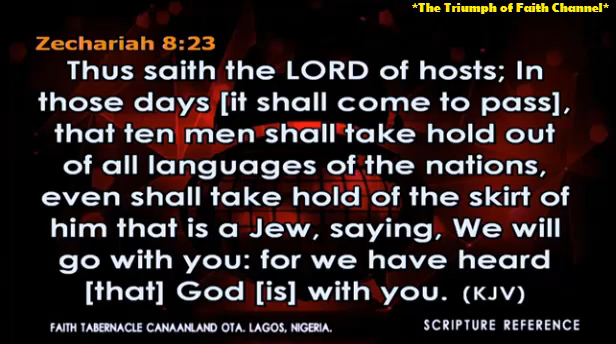 *The Triumph of Faith Channel*
Zechariah 8:23
Thus saith the LORD of hosts; In
those days [it shall come to pass],
that ten men shall take hold out
of all languages of the nations,
even shall take hold of the skirt of
him that is a Jew, saying, We will
go with you: for we have heard
[that] God [is] with you. (KJV)
FAITH TABERNACLE CANAANLAND OTA. LAGOS, NIGERIA.
SCRIPTURE REFERENCE